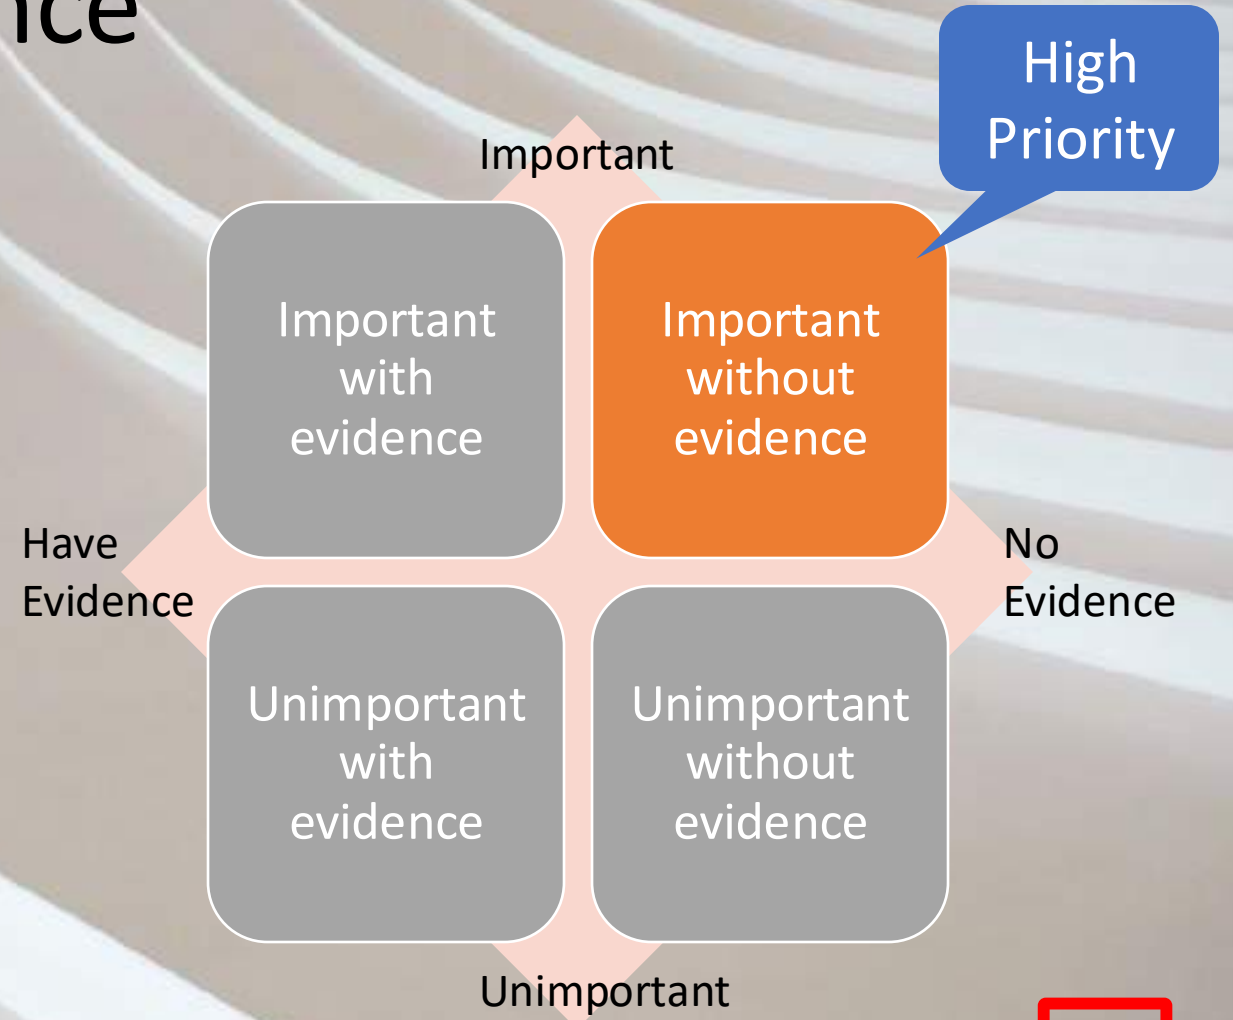 High
Priority
Important
Important
with
evidence
Important
without
evidence
Have
Evidence
No
Evidence
Unimportant
with
evidence
Unimportant
without
evidence
Unimportant